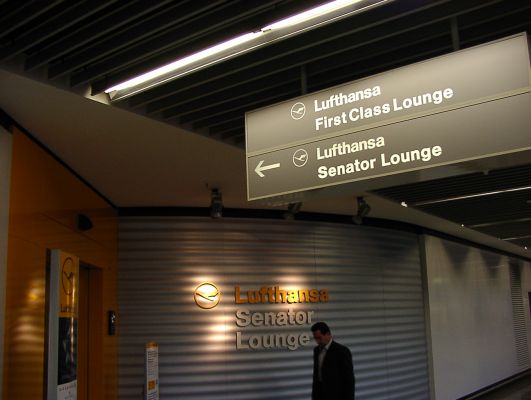 Lufthansa
First Class Lounge
Lufthansa
Senator Lounge
Lufthansa
Senator
Lounge